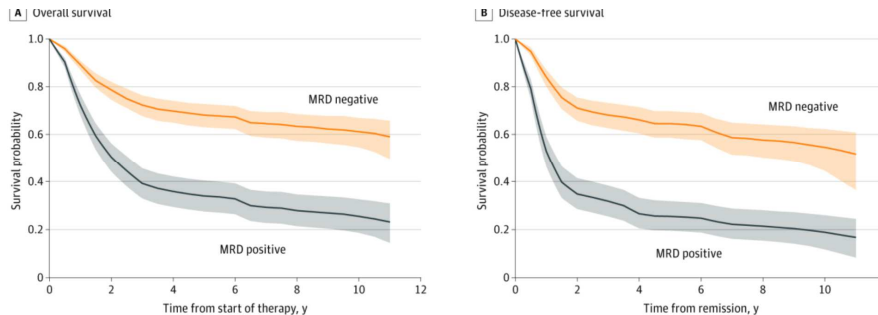 A Overall survival
1.0
0.8
0.6
0.4
0.2
0
Survival probability
MRD negative
MRD positive
0 2 4 6 8 10 12
Time from start of therapy, y
B Disease-free survival
1.0
0.8
0.6
0.4
0.2
0
Survival probability
MRD negative
MRD positive
0 2 4 6 8 10
Time from remission, y